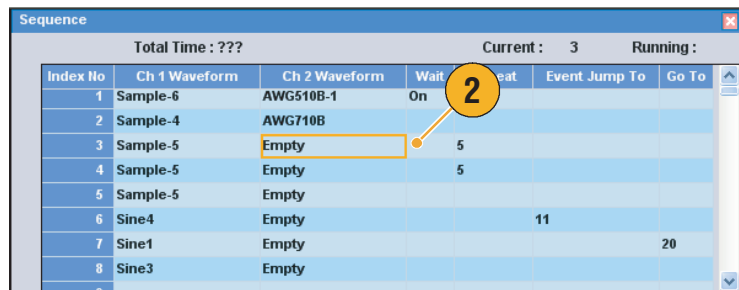 Sequence
Total Time : ??? Current : 3 Running :
Index No Ch 1 Waveform Ch 2 Waveform Wait eat Event Jump To Go To
1 Sample-6 AWG510B-1 On
2
2 Sample-4 AWG710B
3 Sample-5 Empty 5
4 Sample-5 Empty 5
5 Sample-5 Empty
6 Sine4 Empty 11
7 Sine1 Empty 20
8 Sine3 Empty